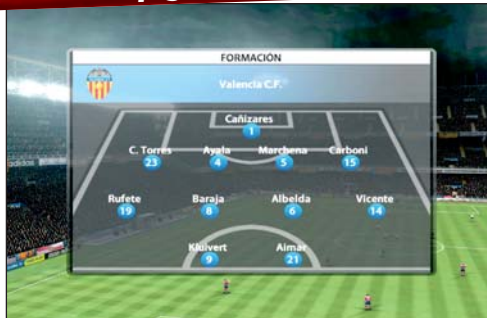 FORMACIÓN
Valencia C.F.
Cañizares
1
C. Torres Ayala Marchena Carboni
23 4 5 15
Rufete Baraja Albelda Vicente
19 8 6 14
Kluivert Aimar
9 21